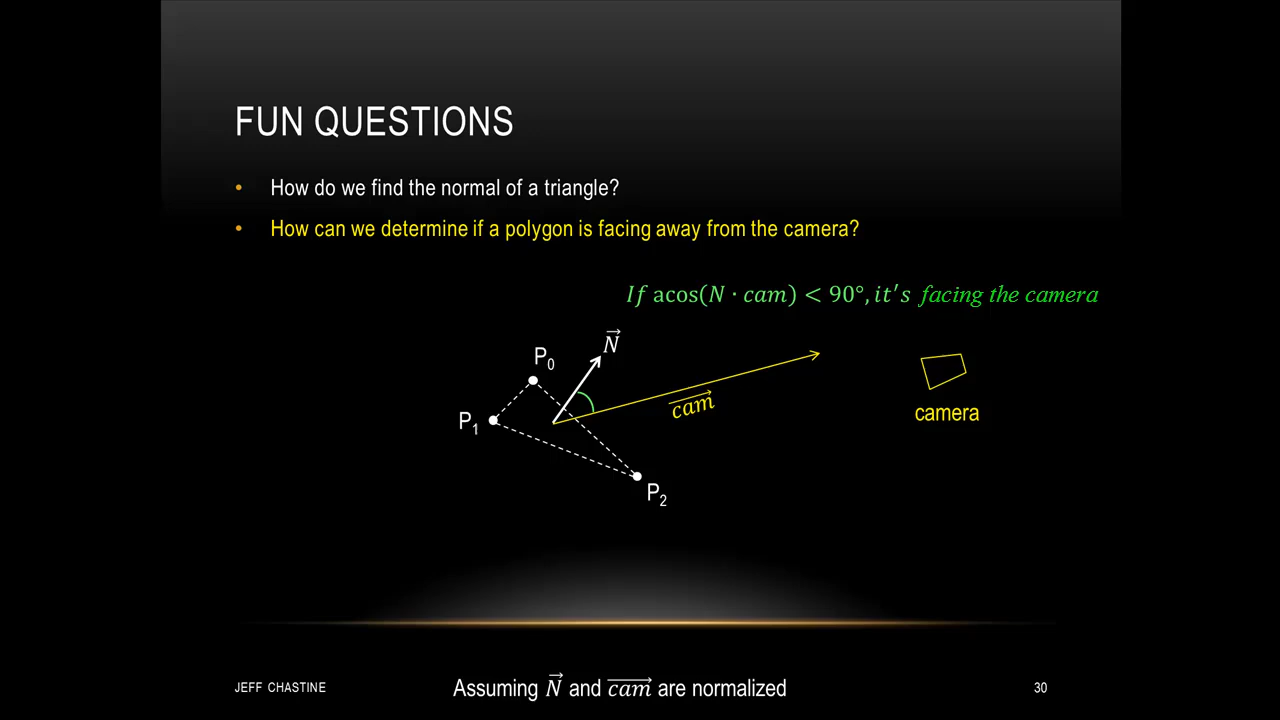 FUN QUESTIONS
• How do we find the normal of a triangle?
• How can we determine if a polygon is facing away from the camera?
If acos(N · cam) < 90°, it's facing the camera
N⃗
P₀
cam⃗
P₁
camera
P₂
JEFF CHASTINE
Assuming N⃗ and cam⃗ are normalized
30